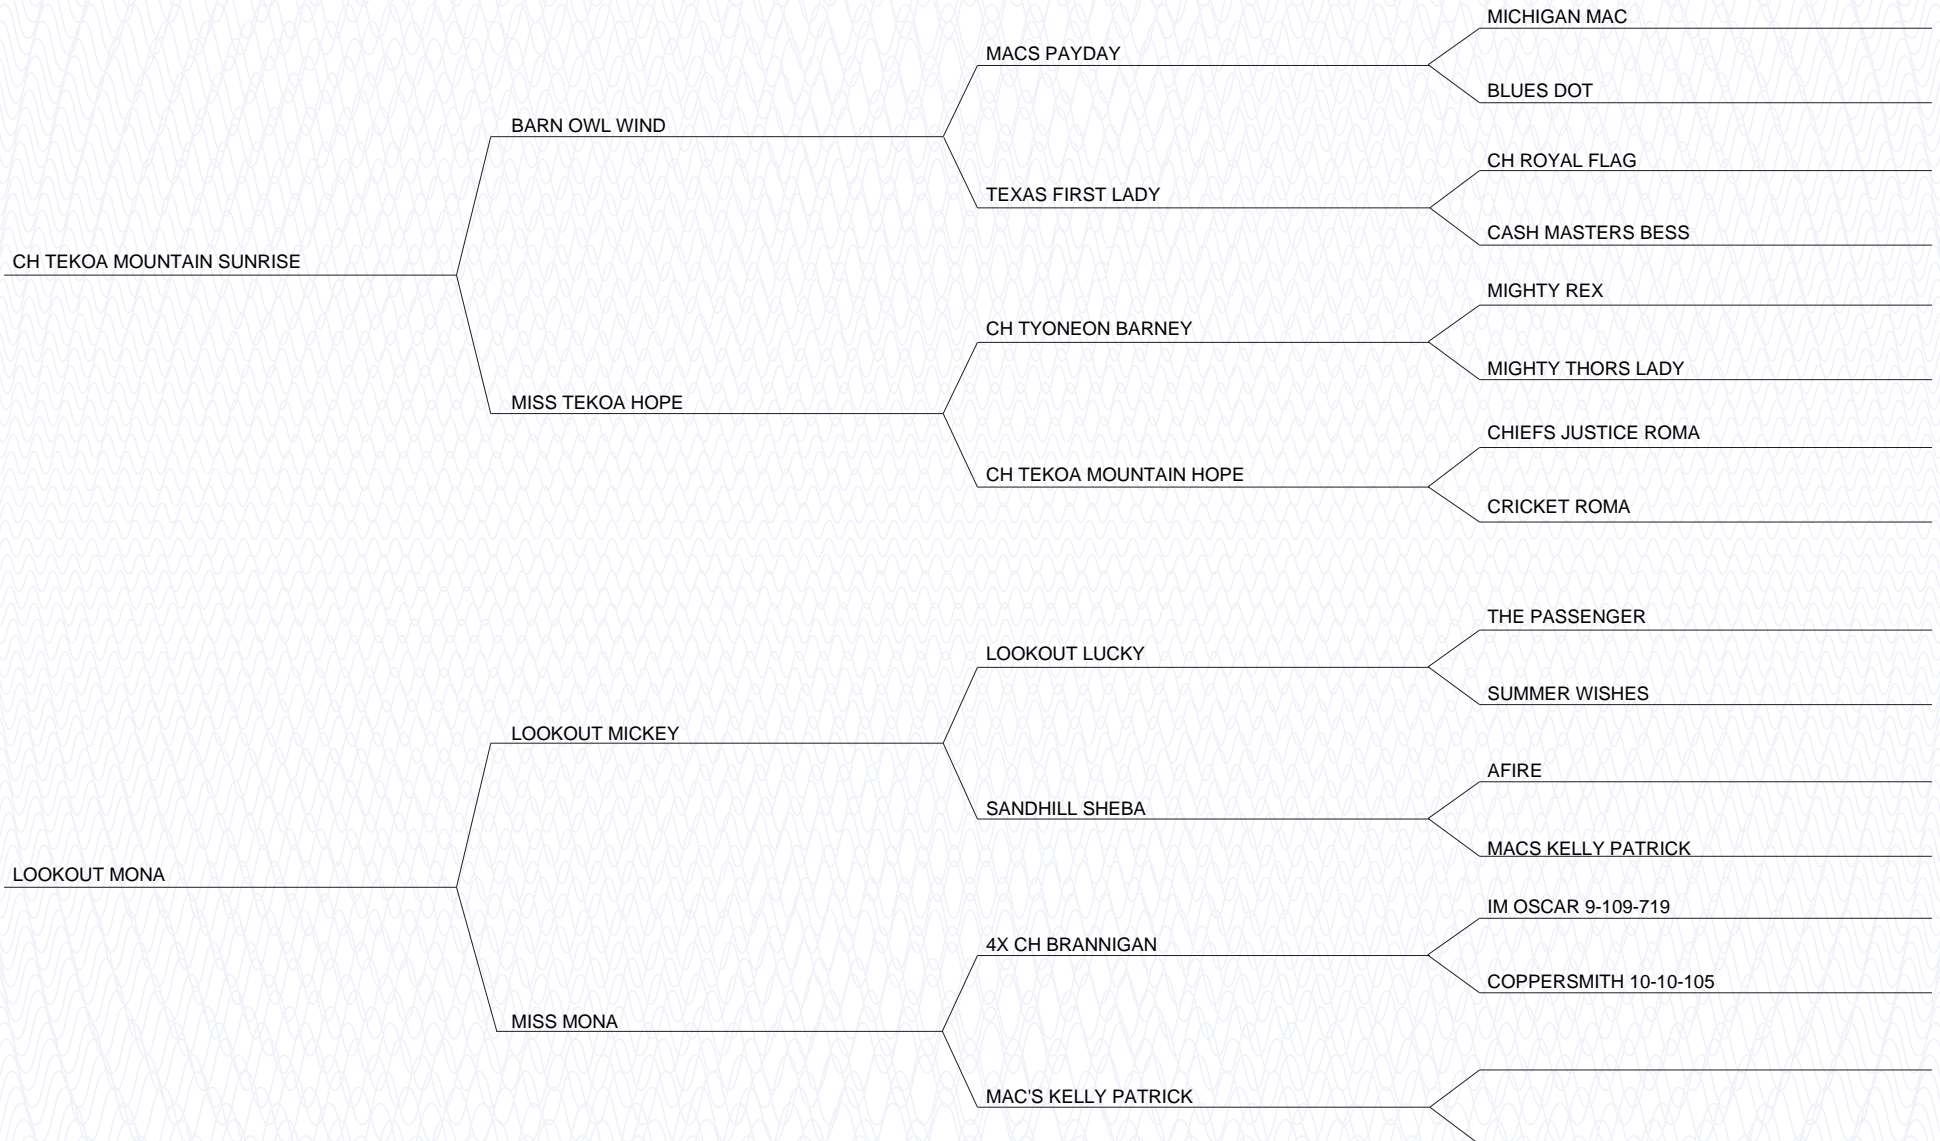 MICHIGAN MAC
MACS PAYDAY
BLUES DOT
BARN OWL WIND
CH ROYAL FLAG
TEXAS FIRST LADY
CASH MASTERS BESS
CH TEKOA MOUNTAIN SUNRISE
MIGHTY REX
CH TYONEON BARNEY
MIGHTY THORS LADY
MISS TEKOA HOPE
CHIEFS JUSTICE ROMA
CH TEKOA MOUNTAIN HOPE
CRICKET ROMA
THE PASSENGER
LOOKOUT LUCKY
SUMMER WISHES
LOOKOUT MICKEY
AFIRE
SANDHILL SHEBA
MACS KELLY PATRICK
LOOKOUT MONA
IM OSCAR 9-109-719
4X CH BRANNIGAN
COPPERSMITH 10-10-105
MISS MONA
MAC'S KELLY PATRICK